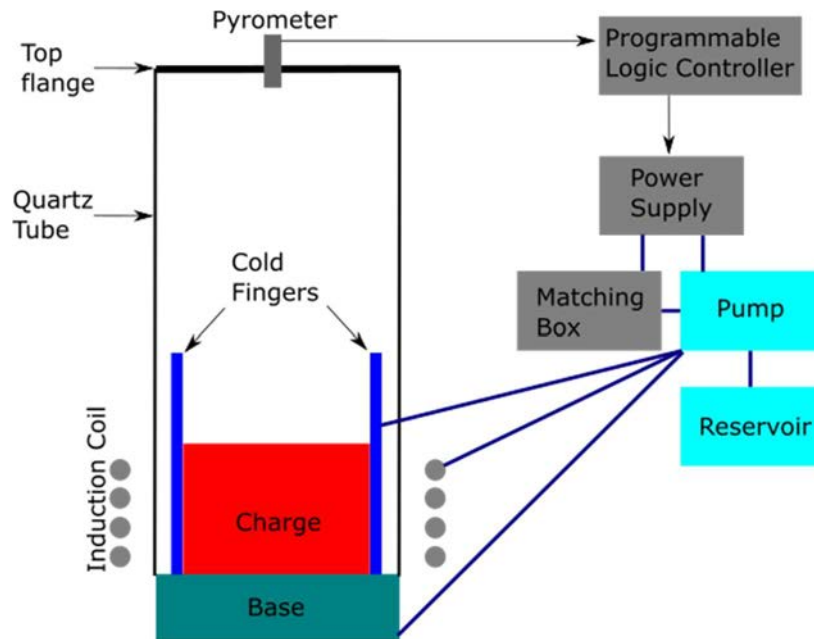 Pyrometer
Programmable
Logic Controller
Top
flange
Power
Supply
Quartz
Tube
Cold
Fingers
Matching
Box
Pump
Reservoir
Induction Coil
Charge
Base